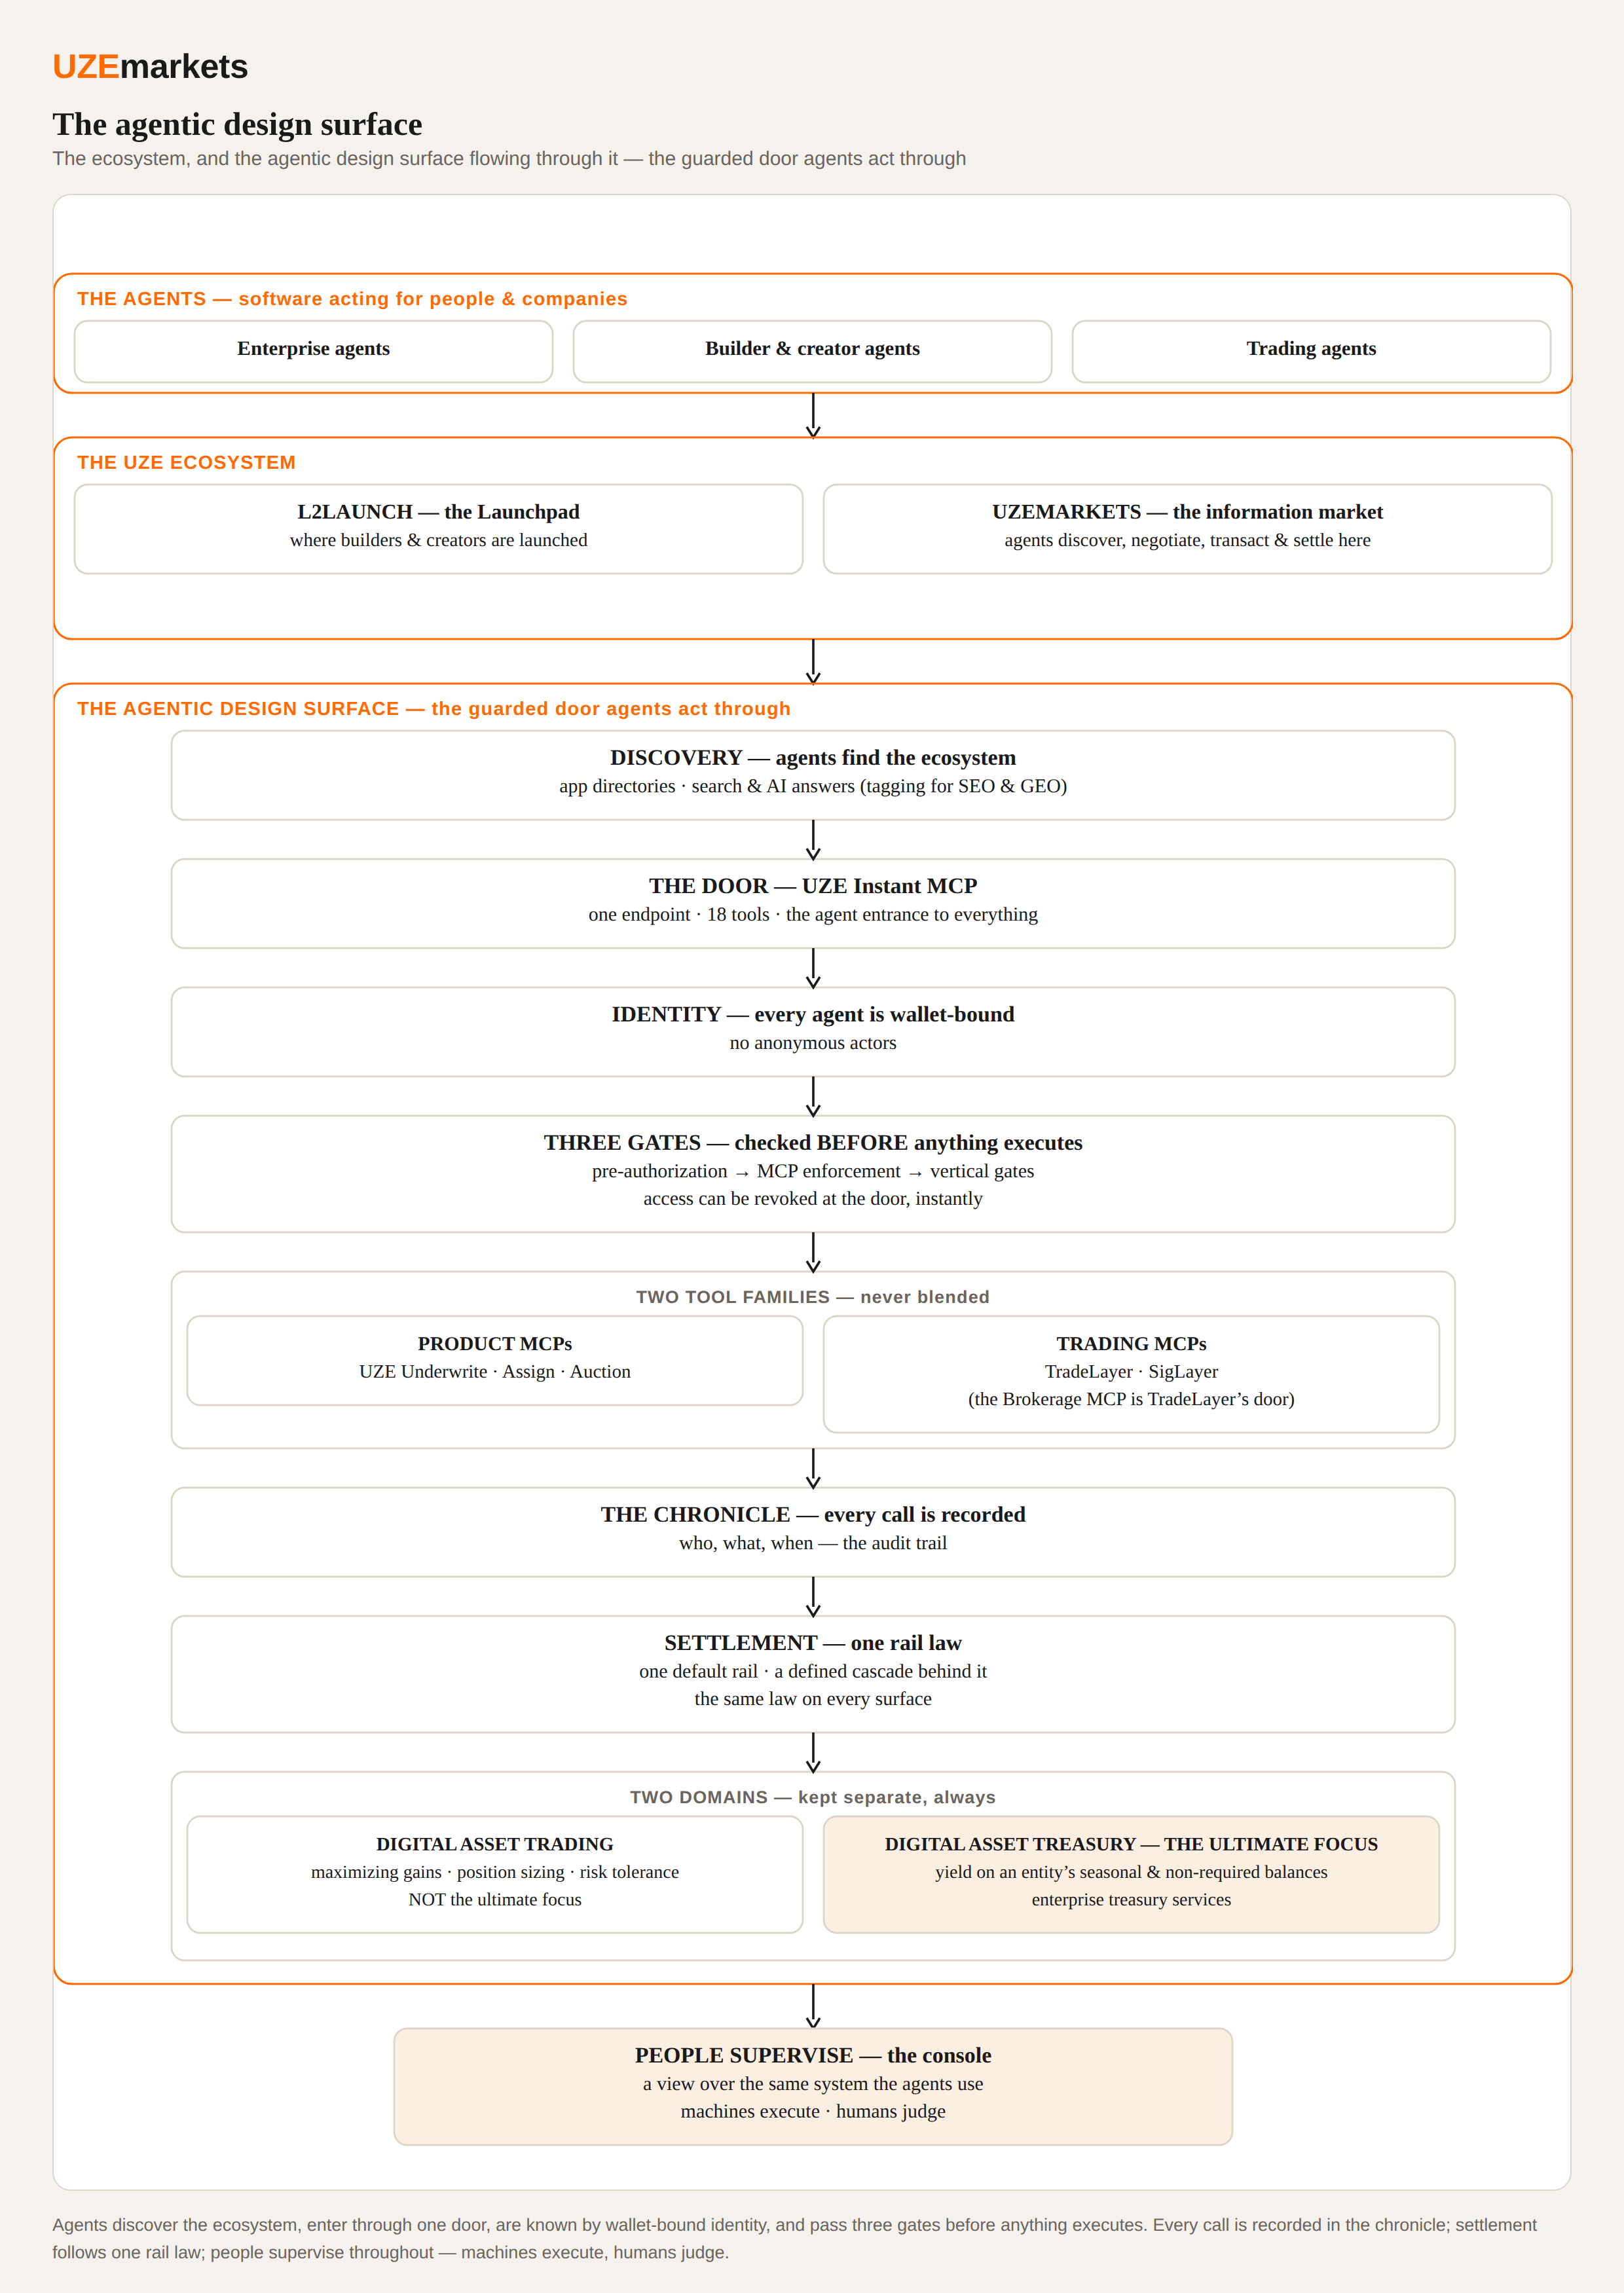 UZEmarkets
The agentic design surface
The ecosystem, and the agentic design surface flowing through it — the guarded door agents act through
THE AGENTS — software acting for people & companies
Enterprise agents
Builder & creator agents
Trading agents
THE UZE ECOSYSTEM
L2LAUNCH — the Launchpad
where builders & creators are launched
UZEMARKETS — the information market
agents discover, negotiate, transact & settle here
THE AGENTIC DESIGN SURFACE — the guarded door agents act through
DISCOVERY — agents find the ecosystem
app directories · search & AI answers (tagging for SEO & GEO)
THE DOOR — UZE Instant MCP
one endpoint · 18 tools · the agent entrance to everything
IDENTITY — every agent is wallet-bound
no anonymous actors
THREE GATES — checked BEFORE anything executes
pre-authorization → MCP enforcement → vertical gates
access can be revoked at the door, instantly
TWO TOOL FAMILIES — never blended
PRODUCT MCPs
UZE Underwrite · Assign · Auction
TRADING MCPs
TradeLayer · SigLayer
(the Brokerage MCP is TradeLayer’s door)
THE CHRONICLE — every call is recorded
who, what, when — the audit trail
SETTLEMENT — one rail law
one default rail · a defined cascade behind it
the same law on every surface
TWO DOMAINS — kept separate, always
DIGITAL ASSET TRADING
maximizing gains · position sizing · risk tolerance
NOT the ultimate focus
DIGITAL ASSET TREASURY — THE ULTIMATE FOCUS
yield on an entity’s seasonal & non-required balances
enterprise treasury services
PEOPLE SUPERVISE — the console
a view over the same system the agents use
machines execute · humans judge
Agents discover the ecosystem, enter through one door, are known by wallet-bound identity, and pass three gates before anything executes. Every call is recorded in the chronicle; settlement
follows one rail law; people supervise throughout — machines execute, humans judge.